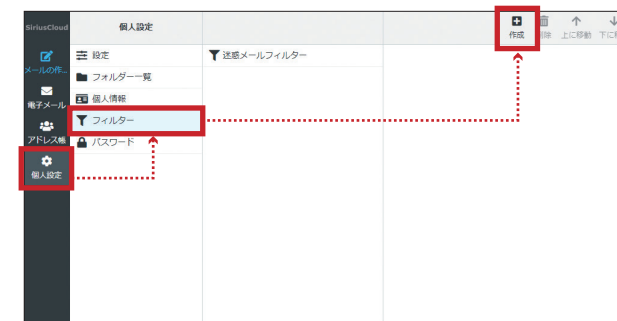 SiriusCloud
メールの作...
電子メール
アドレス帳
個人設定
個人設定
設定
フォルダー一覧
個人情報
フィルター
パスワード
迷惑メールフィルター
作成
上に移動